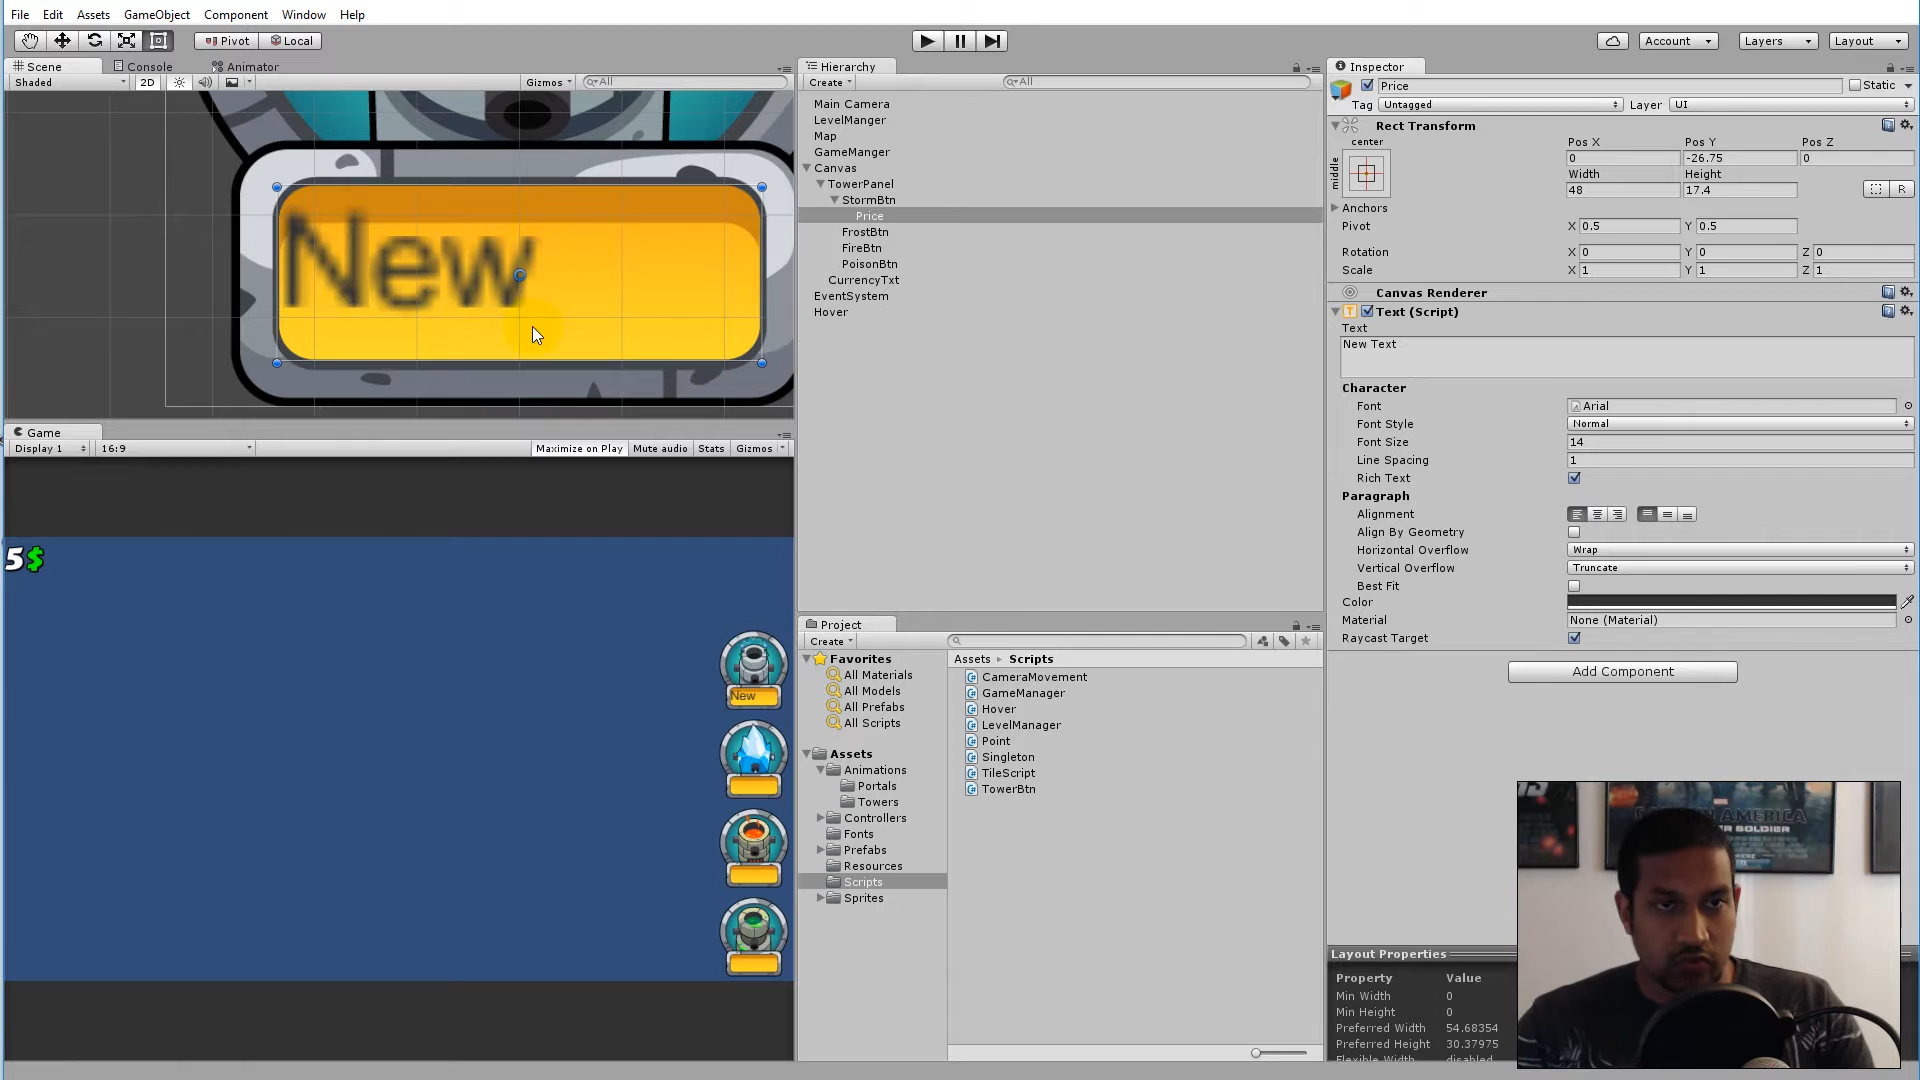 File Edit Assets GameObject Component Window Help
Pivot Local Account Layers Layout
Scene Console Animator
Shaded 2D Gizmos All
New
Game
Display 1 16:9 Maximize on Play Mute audio Stats Gizmos
5$
New
Hierarchy
Create All
Main Camera
LevelManger
Map
GameManger
Canvas
TowerPanel
StormBtn
Price
FrostBtn
FireBtn
PoisonBtn
CurrencyTxt
EventSystem
Hover
Project
Create
Favorites
All Materials
All Models
All Prefabs
All Scripts
Assets
Animations
Portals
Towers
Controllers
Fonts
Prefabs
Resources
Scripts
Sprites
Assets Scripts
CameraMovement
GameManager
Hover
LevelManager
Point
Singleton
TileScript
TowerBtn
Inspector
Price Static
Tag Untagged Layer UI
Rect Transform
center Pos X Pos Y Pos Z
middle 0 -26.75 0
Width Height
48 17.4 R
Anchors
Pivot X 0.5 Y 0.5
Rotation X 0 Y 0 Z 0
Scale X 1 Y 1 Z 1
Canvas Renderer
Text (Script)
Text
New Text
Character
Font Arial
Font Style Normal
Font Size 14
Line Spacing 1
Rich Text
Paragraph
Alignment
Align By Geometry
Horizontal Overflow Wrap
Vertical Overflow Truncate
Best Fit
Color
Material None (Material)
Raycast Target
Add Component
Layout Properties
Property Value
Min Width 0
Min Height 0
Preferred Width 54.68354
Preferred Height 30.37975
Flexible Width disabled
MARVEL